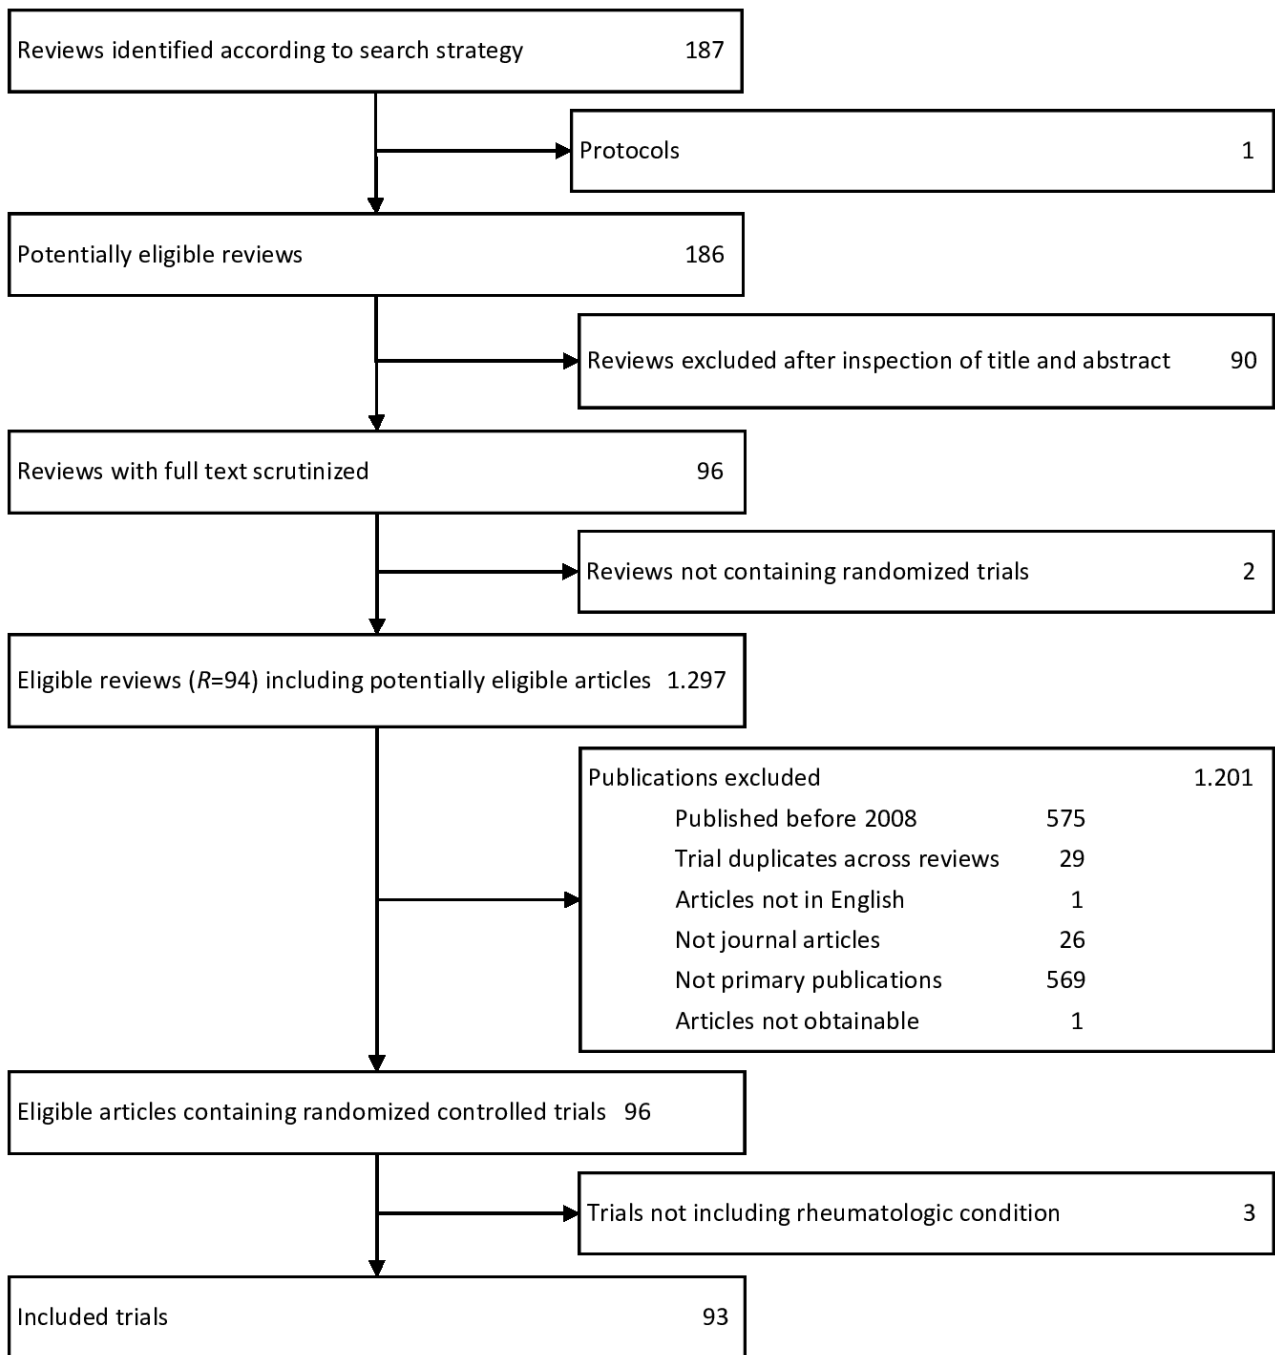 Reviews identified according to search strategy 187
Protocols 1
Potentially eligible reviews 186
Reviews excluded after inspection of title and abstract 90
Reviews with full text scrutinized 96
Reviews not containing randomized trials 2
Eligible reviews (R=94) including potentially eligible articles 1.297
Publications excluded 1.201
Published before 2008 575
Trial duplicates across reviews 29
Articles not in English 1
Not journal articles 26
Not primary publications 569
Articles not obtainable 1
Eligible articles containing randomized controlled trials 96
Trials not including rheumatologic condition 3
Included trials 93